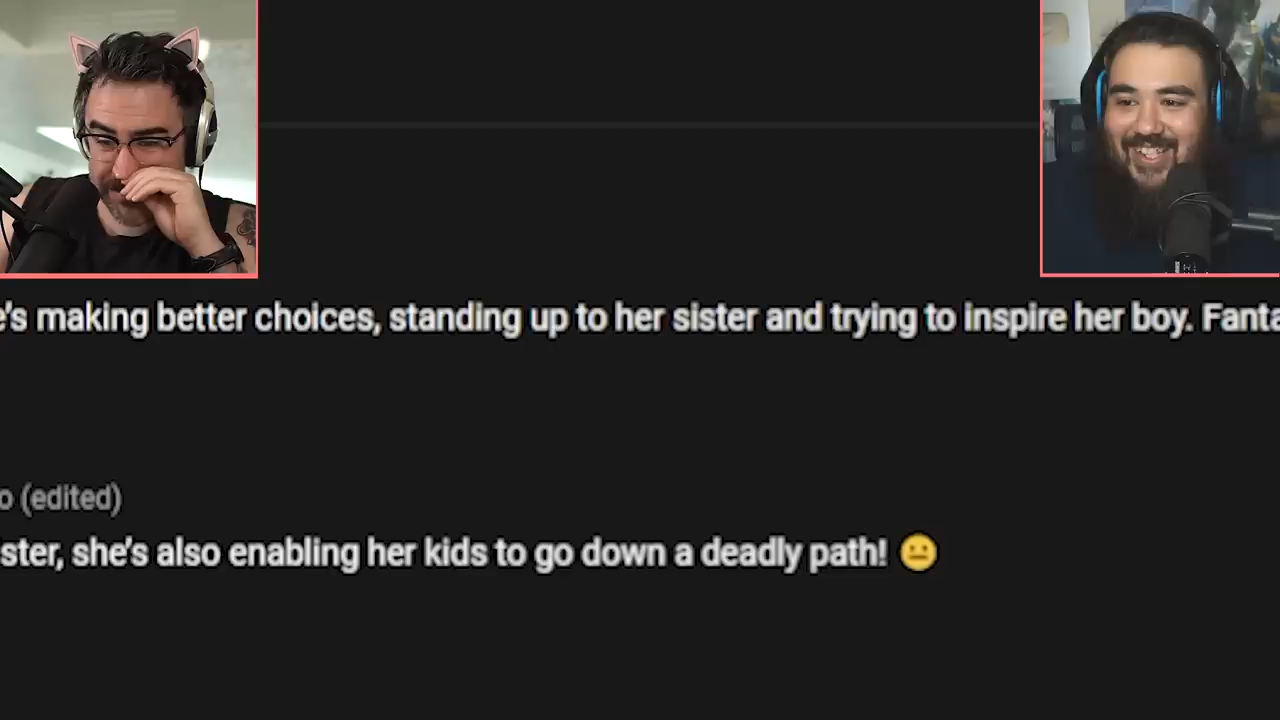 e's making better choices, standing up to her sister and trying to inspire her boy. Fanta
o (edited)
ster, she's also enabling her kids to go down a deadly path! 😐